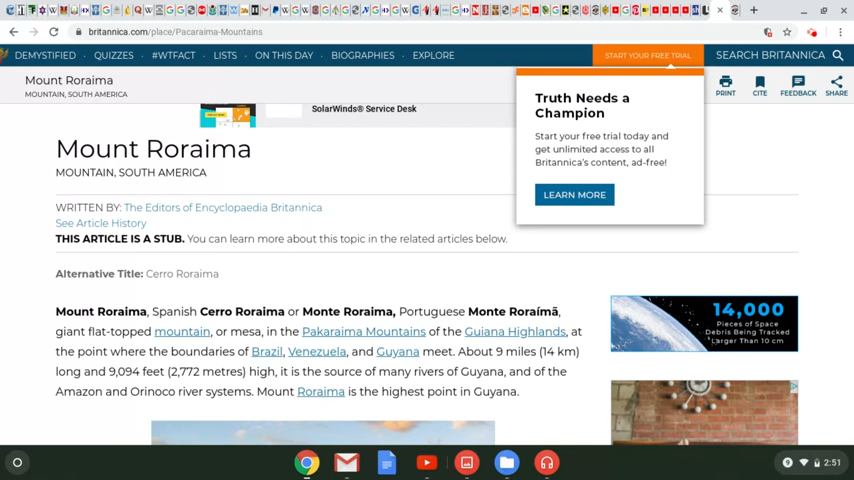 britannica.com/place/Pacaraima-Mountains
DEMYSTIFIED QUIZZES #WTFACT LISTS ON THIS DAY BIOGRAPHIES EXPLORE START YOUR FREE TRIAL SEARCH BRITANNICA
Mount Roraima
MOUNTAIN, SOUTH AMERICA
PRINT CITE FEEDBACK SHARE
SolarWinds® Service Desk
Truth Needs a
Champion
Start your free trial today and
get unlimited access to all
Britannica's content, ad-free!
LEARN MORE
Mount Roraima
MOUNTAIN, SOUTH AMERICA
WRITTEN BY: The Editors of Encyclopaedia Britannica
See Article History
THIS ARTICLE IS A STUB. You can learn more about this topic in the related articles below.
Alternative Title: Cerro Roraima
Mount Roraima, Spanish Cerro Roraima or Monte Roraima, Portuguese Monte Roraímã,
giant flat-topped mountain, or mesa, in the Pakaraima Mountains of the Guiana Highlands, at
the point where the boundaries of Brazil, Venezuela, and Guyana meet. About 9 miles (14 km)
long and 9,094 feet (2,772 metres) high, it is the source of many rivers of Guyana, and of the
Amazon and Orinoco river systems. Mount Roraima is the highest point in Guyana.
14,000
Pieces of Space
Debris Being Tracked
Larger Than 10 cm
2:51